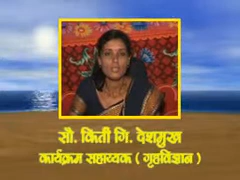 सौ. किर्ती गि. देशमुख
कार्यक्रम सहाय्यक ( गृहविज्ञान )